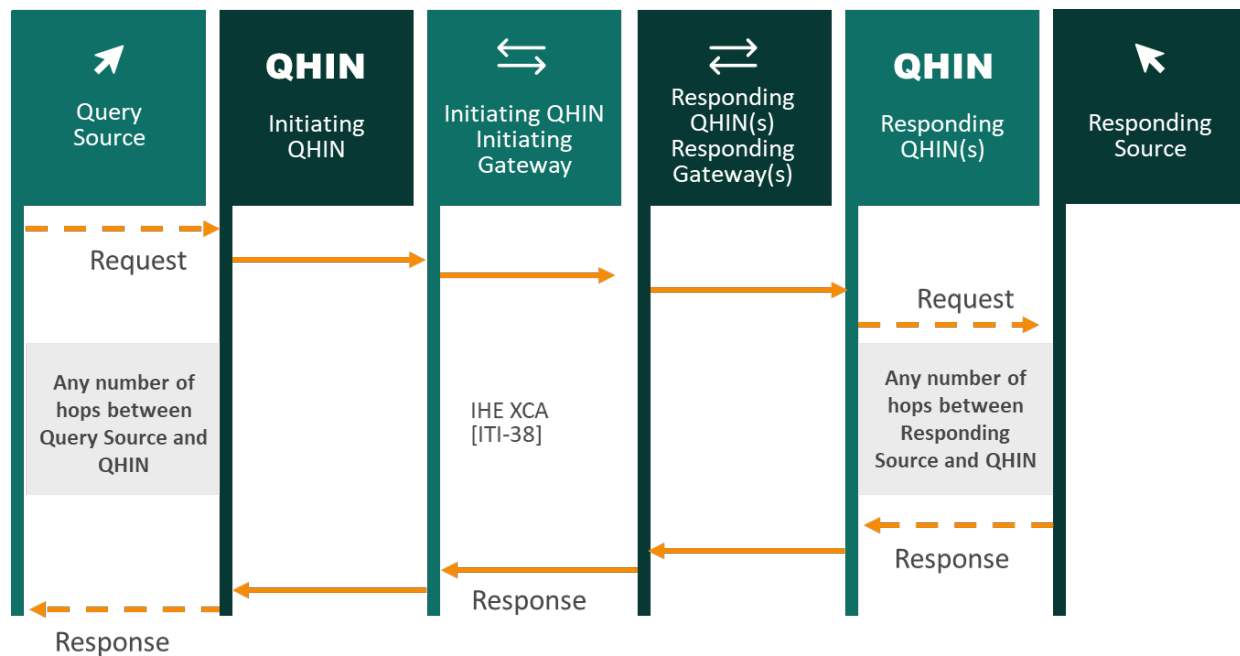 Query
Source
QHIN
Initiating
QHIN
Initiating QHIN
Initiating
Gateway
Responding
QHIN(s)
Responding
Gateway(s)
QHIN
Responding
QHIN(s)
Responding
Source
Request
Request
Any number of
hops between
Query Source and
QHIN
IHE XCA
[ITI-38]
Any number of
hops between
Responding
Source and QHIN
Response
Response
Response